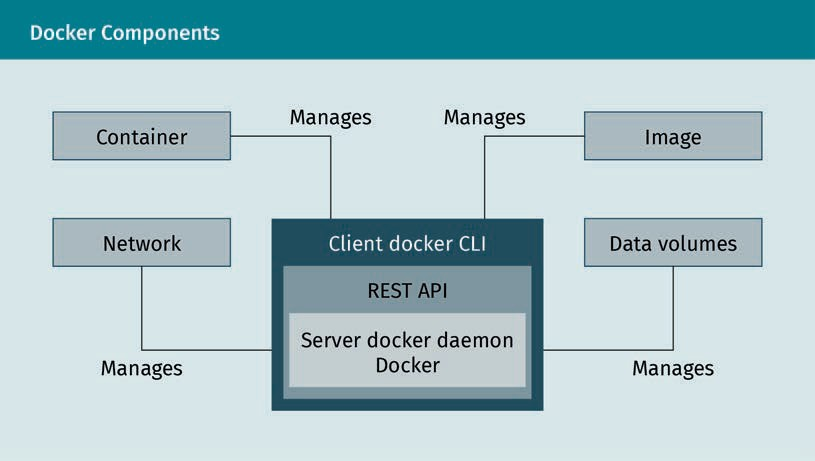 Docker Components
Manages
Manages
Container
Image
Network
Client docker CLI
Data volumes
REST API
Server docker daemon
Docker
Manages
Manages